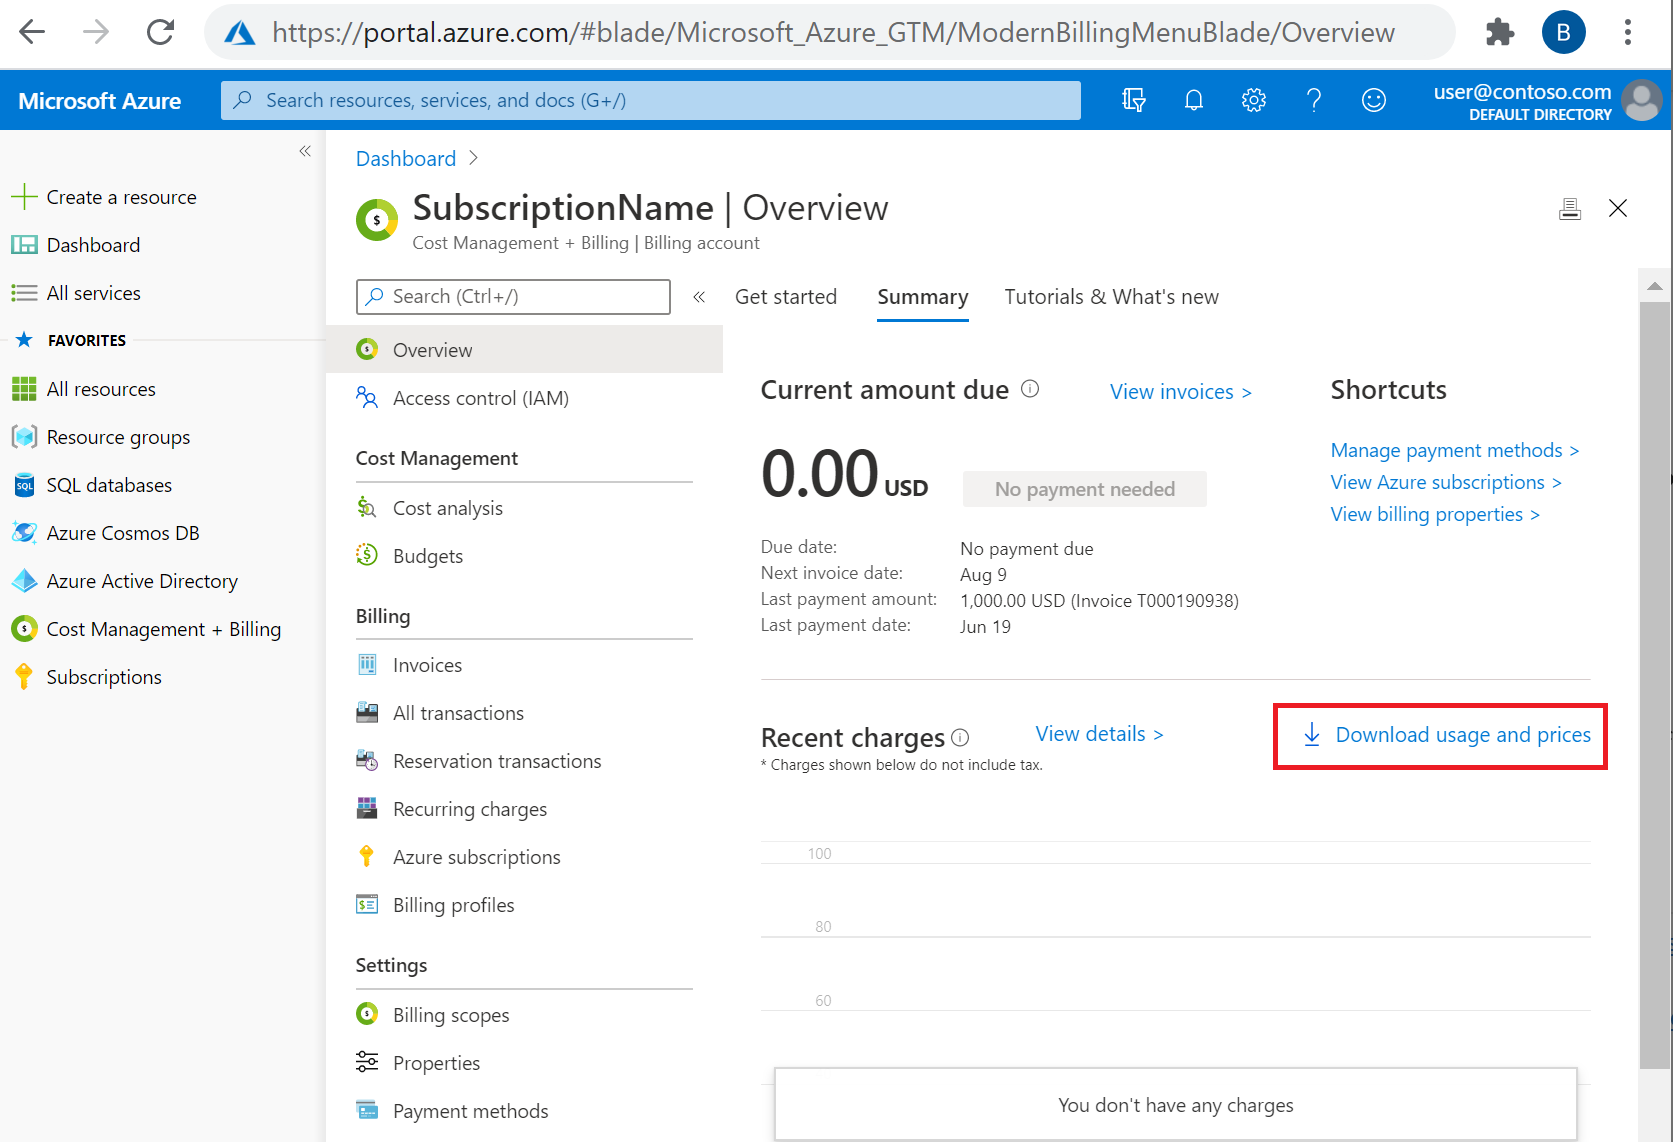 https://portal.azure.com/#blade/Microsoft_Azure_GTM/ModernBillingMenuBlade/Overview
B
Microsoft Azure
Search resources, services, and docs (G+/)
user@contoso.com
DEFAULT DIRECTORY
Create a resource
Dashboard
All services
FAVORITES
All resources
Resource groups
SQL databases
Azure Cosmos DB
Azure Active Directory
Cost Management + Billing
Subscriptions
Dashboard >
SubscriptionName | Overview
Cost Management + Billing | Billing account
Search (Ctrl+/)
«
Overview
Access control (IAM)
Cost Management
Cost analysis
Budgets
Billing
Invoices
All transactions
Reservation transactions
Recurring charges
Azure subscriptions
Billing profiles
Settings
Billing scopes
Properties
Payment methods
Get started
Summary
Tutorials & What's new
Current amount due
View invoices >
0.00 USD
No payment needed
Due date: No payment due
Next invoice date: Aug 9
Last payment amount: 1,000.00 USD (Invoice T000190938)
Last payment date: Jun 19
Shortcuts
Manage payment methods >
View Azure subscriptions >
View billing properties >
Recent charges
View details >
Download usage and prices
* Charges shown below do not include tax.
100
80
60
You don't have any charges